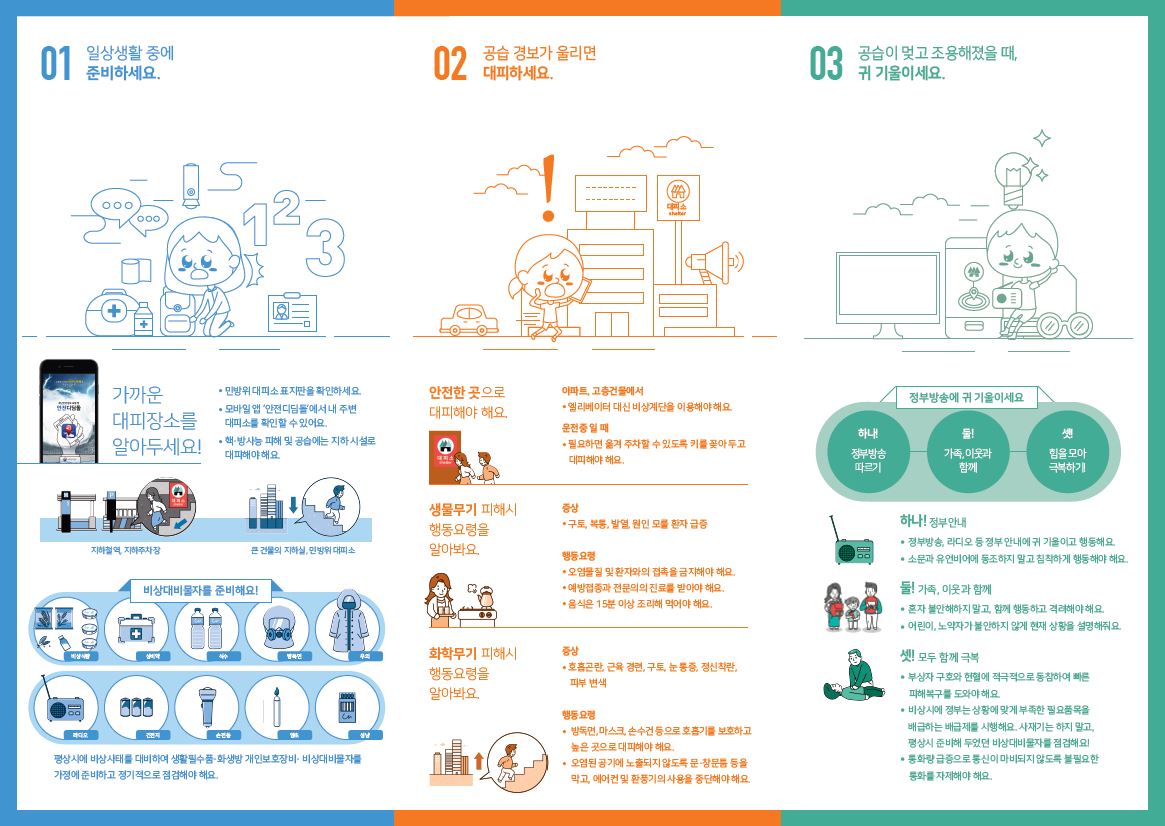 01
일상생활 중에
준비하세요.
1
2
3
가까운
대피장소를
알아두세요!
안전디딤돌
• 민방위 대피소 표지판을 확인하세요.
• 모바일 앱 ‘안전디딤돌’에서 내 주변
대피소를 확인할 수 있어요.
• 핵·방사능 피해 및 공습에는 지하 시설로
대피해야 해요.
대피소
지하철역, 지하주차장
큰 건물의 지하실, 민방위 대피소
비상대비물자를 준비해요!
비상식량
생비약
식수
방독면
우의
라디오
건전지
손전등
양초
성냥
평상시에 비상사태를 대비하여 생활필수품·화생방 개인보호장비· 비상대비물자를
가정에 준비하고 정기적으로 점검해야 해요.
02
공습 경보가 울리면
대피하세요.
!
대피소
shelter
안전한 곳으로
대피해야 해요.
대피소
아파트, 고층건물에서
• 엘리베이터 대신 비상계단을 이용해야 해요.
운전중일 때
• 필요하면 옮겨 주차할 수 있도록 키를 꽂아 두고
대피해야 해요.
생물무기 피해시
행동요령을
알아봐요.
증상
• 구토, 복통, 발열, 원인 모를 환자 급증
행동요령
• 오염물질 및 환자와의 접촉을 금지해야 해요.
• 예방접종과 전문의의 진료를 받아야 해요.
• 음식은 15분 이상 조리해 먹어야 해요.
화학무기 피해시
행동요령을
알아봐요.
증상
• 호흡곤란, 근육 경련, 구토, 눈 통증, 정신착란,
피부 변색
행동요령
• 방독면, 마스크, 손수건 등으로 호흡기를 보호하고
높은 곳으로 대피해야 해요.
• 오염된 공기에 노출되지 않도록 문·창문틈 등을
막고, 에어컨 및 환풍기의 사용을 중단해야해요.
03
공습이 멎고 조용해졌을 때,
귀 기울이세요.
정부방송에 귀 기울이세요
하나!
정부방송
따르기
둘!
가족, 이웃과
함께
셋!
힘을 모아
극복하기!
하나! 정부안내
• 정부방송, 라디오 등 정부 안내에 귀 기울이고 행동해요.
• 소문과 유언비어에 동조하지 말고 침착하게 행동해야 해요.
둘! 가족, 이웃과 함께
• 혼자 불안해하지 말고, 함께 행동하고 격려해야 해요.
• 어린이, 노약자가 불안하지 않게 현재 상황을 설명해줘요.
셋! 모두 함께 극복
• 부상자 구호와 헌혈에 적극적으로 동참하여 빠른
피해복구를 도와야 해요.
• 비상시에 정부는 상황에 맞게 부족한 필요품목을
배급하는 배급제를 시행해요. 사재기는 하지 말고,
평상시 준비해 두었던 비상대비물자를 점검해요!
• 통화량 급증으로 통신이 마비되지 않도록 불필요한
통화를 자제해야 해요.